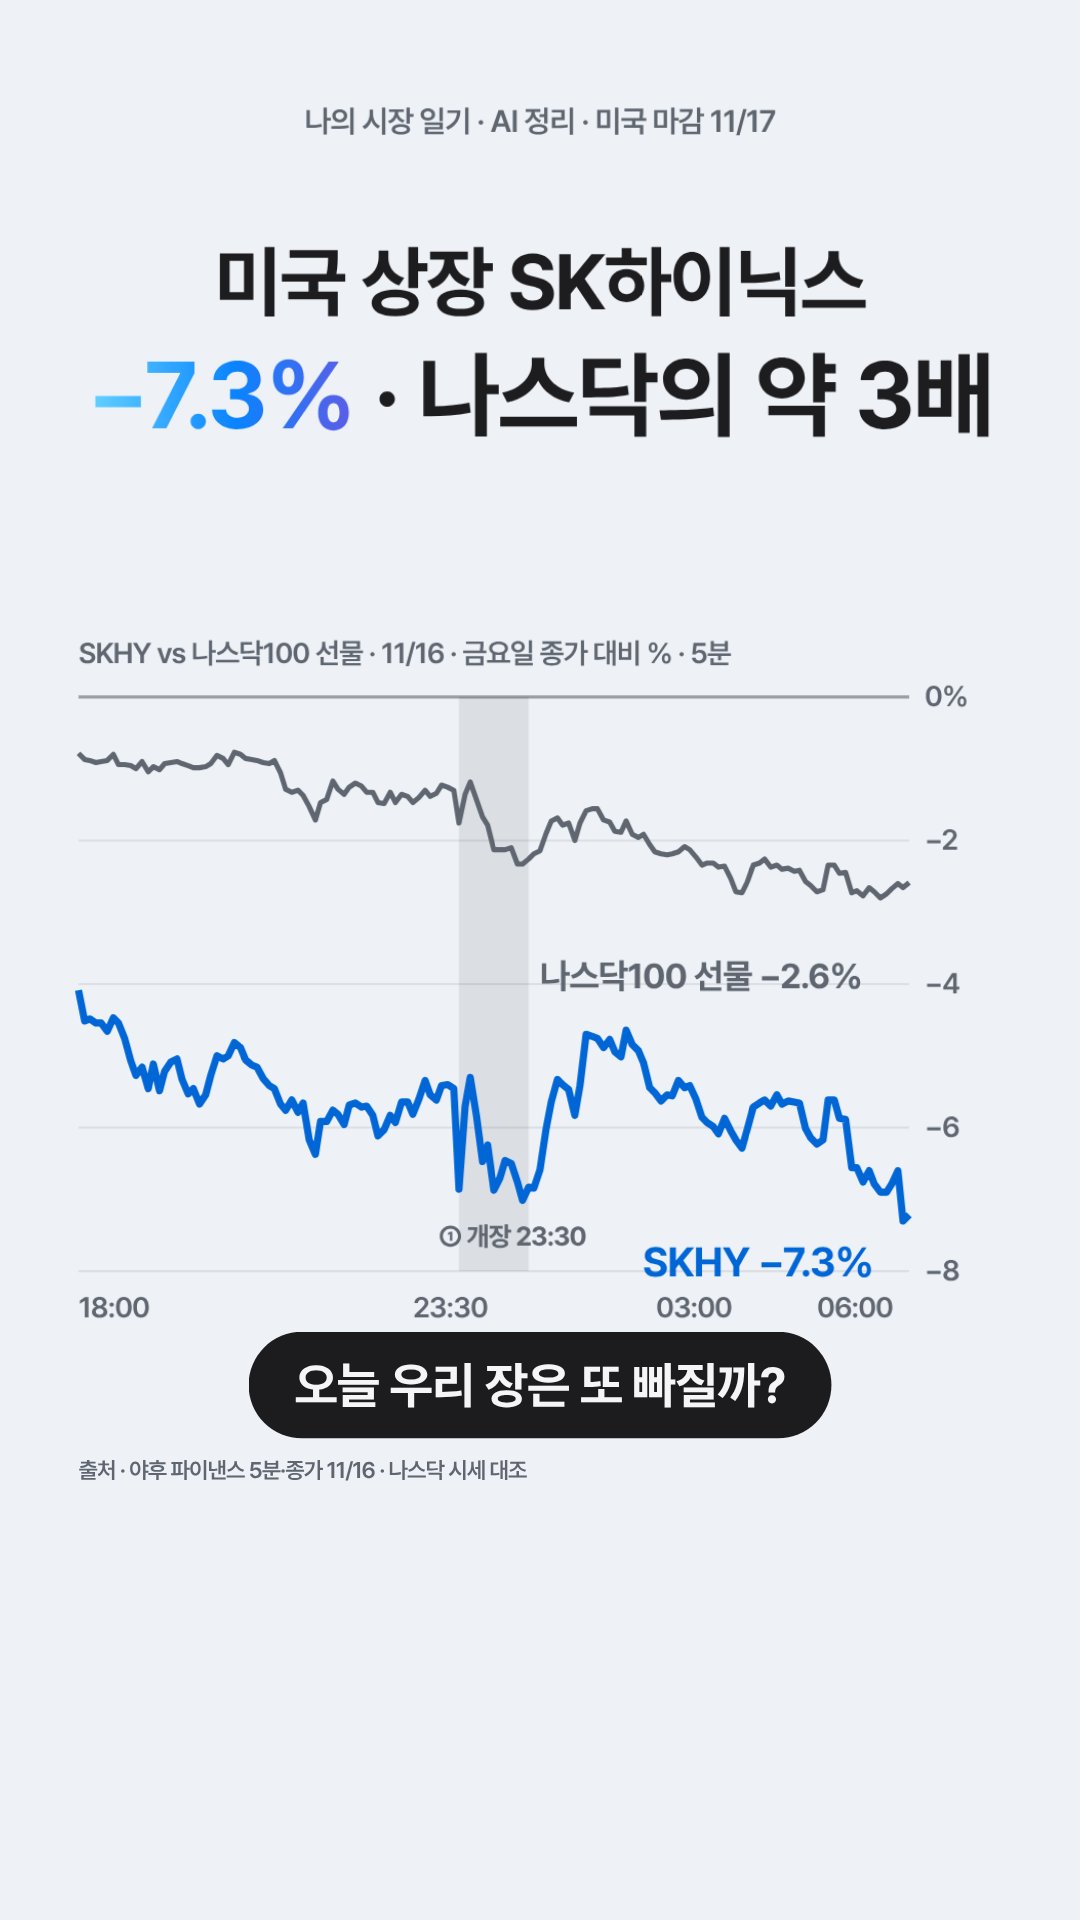 나의 시장 일기 · AI 정리 · 미국 마감 11/17
미국 상장 SK하이닉스
−7.3% · 나스닥의 약 3배
SKHY vs 나스닥100 선물 · 11/16 · 금요일 종가 대비 % · 5분
0%
−2
나스닥100 선물 −2.6%
−4
−6
① 개장 23:30
SKHY −7.3%
−8
18:00 23:30 03:00 06:00
오늘 우리 장은 또 빠질까?
출처 · 야후 파이낸스 5분·종가 11/16 · 나스닥 시세 대조